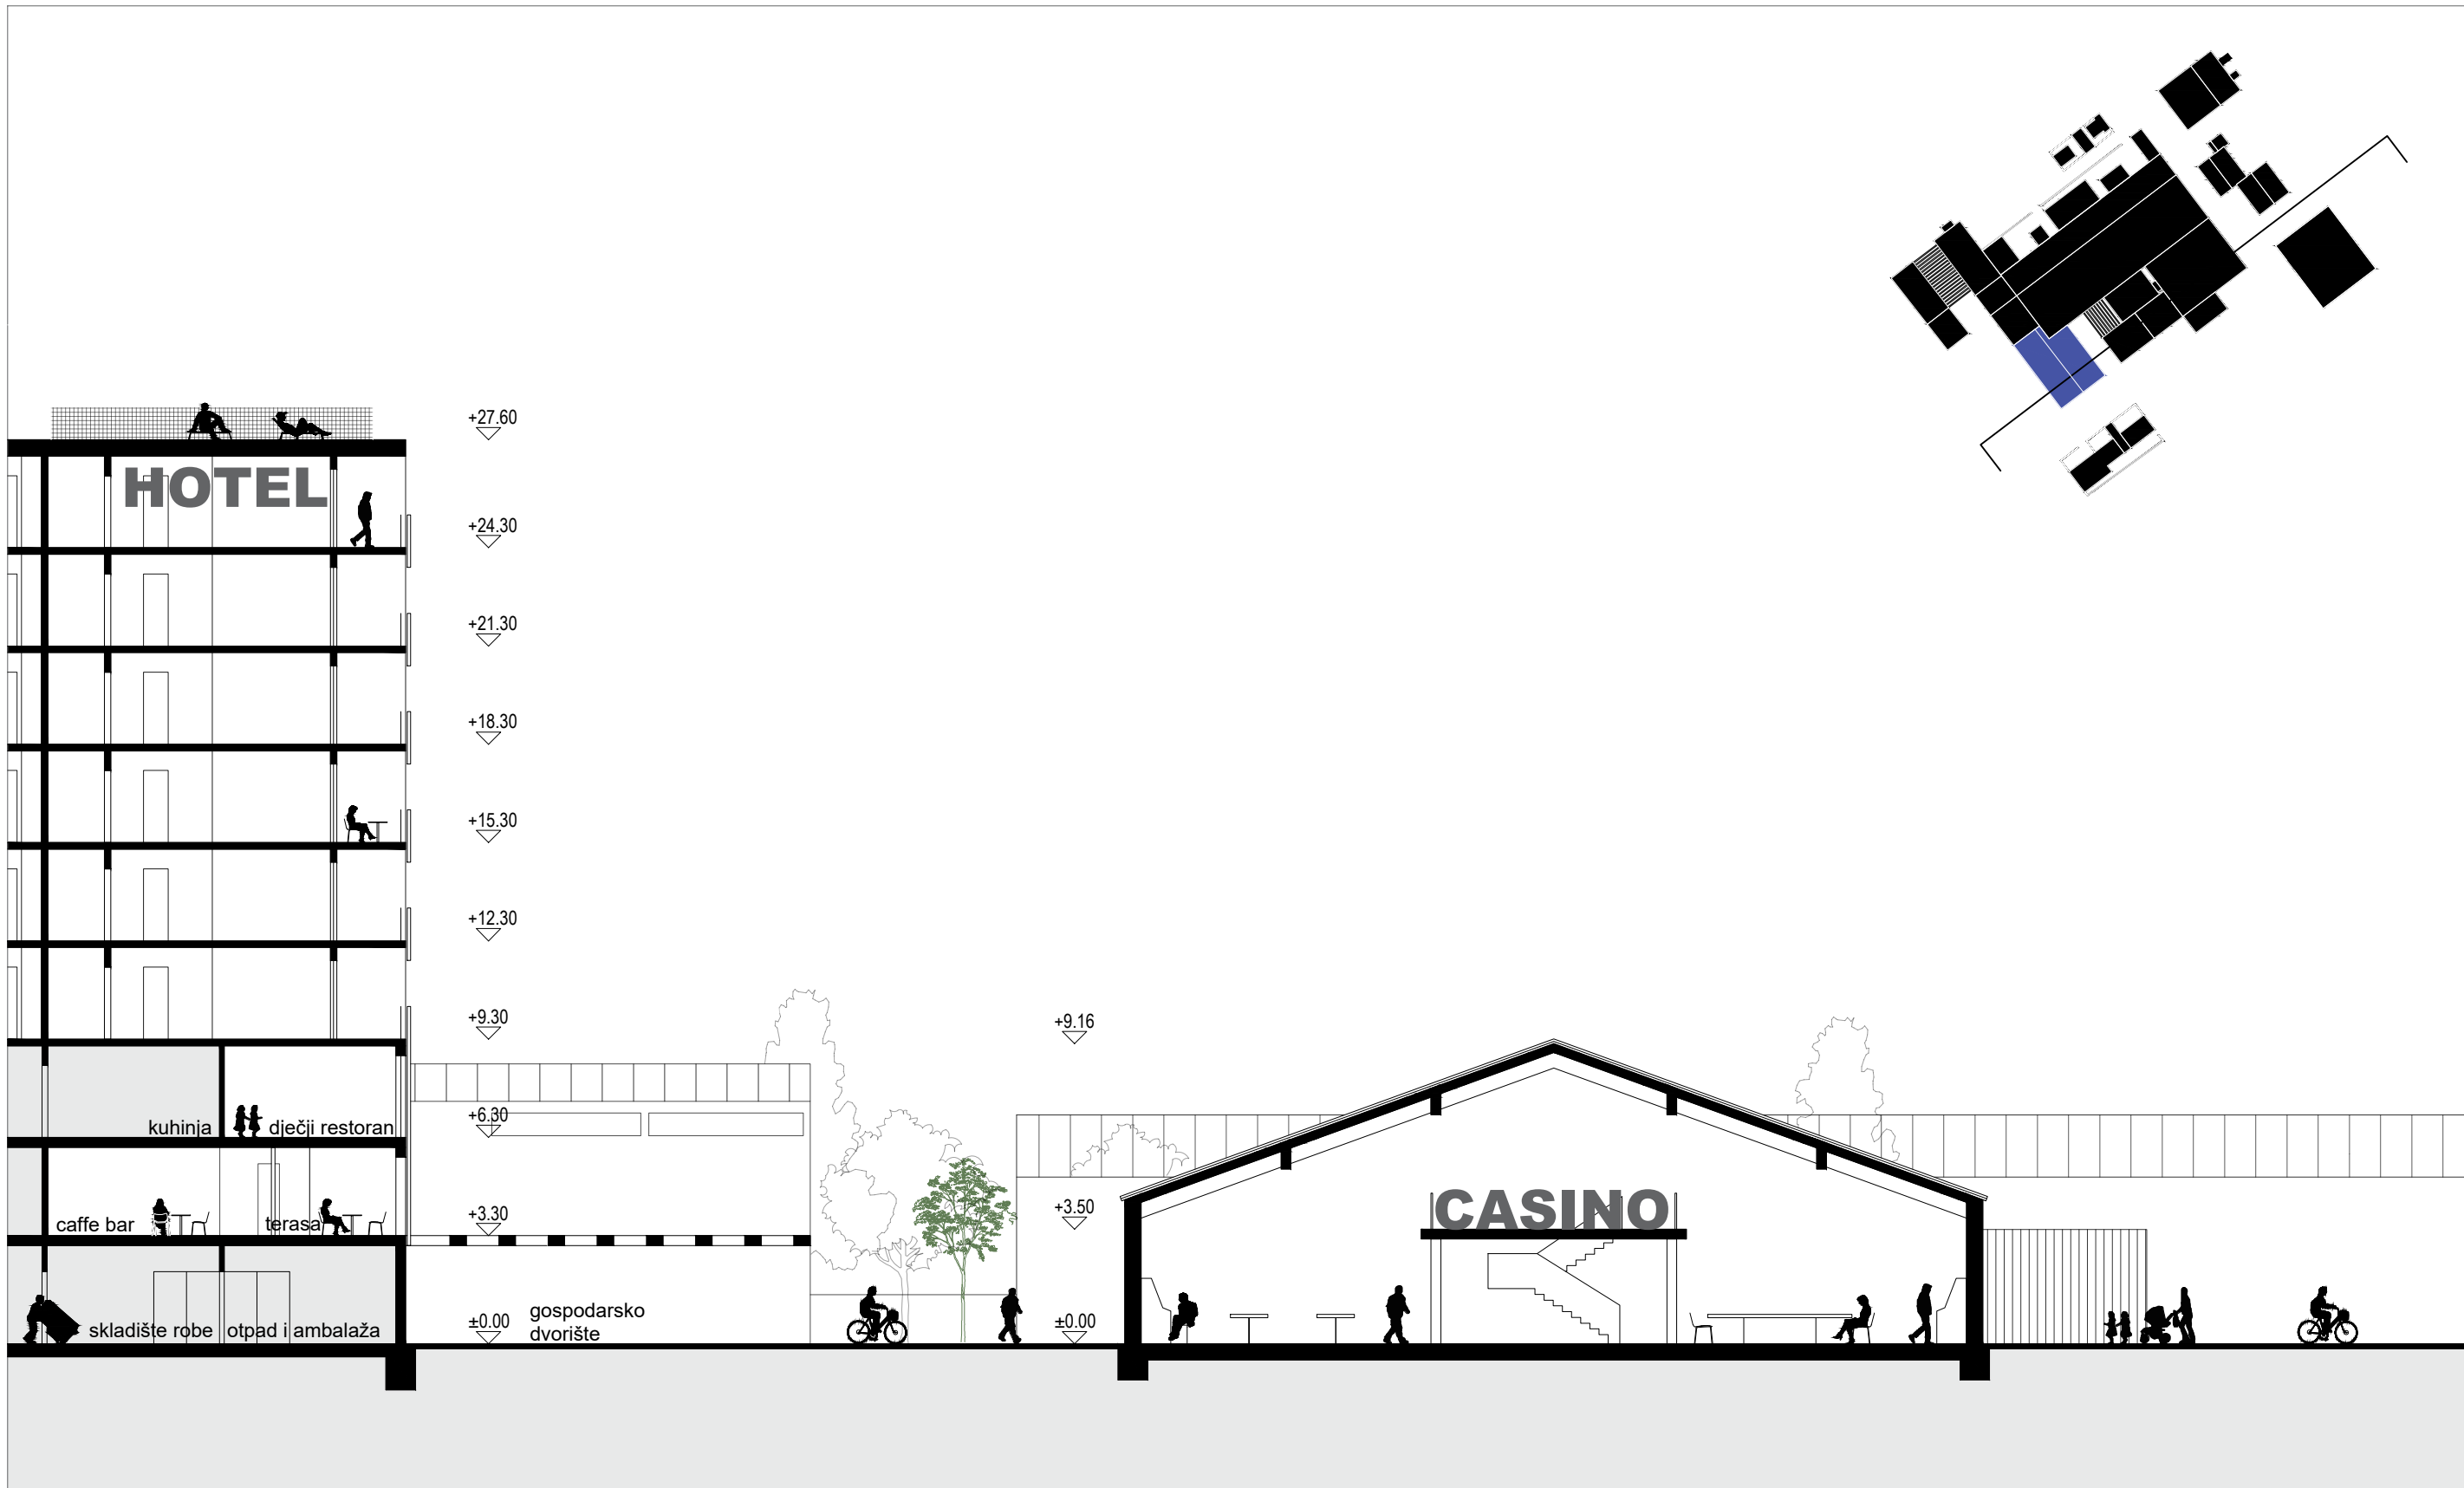 +27.60
HOTEL
+24.30
+21.30
+18.30
+15.30
+12.30
+9.30
+9.16
+6.30
kuhinja
dječji restoran
+3.30
+3.50
CASINO
caffe bar
terasa
±0.00
gospodarsko
dvorište
±0.00
skladište robe
otpad i ambalaža